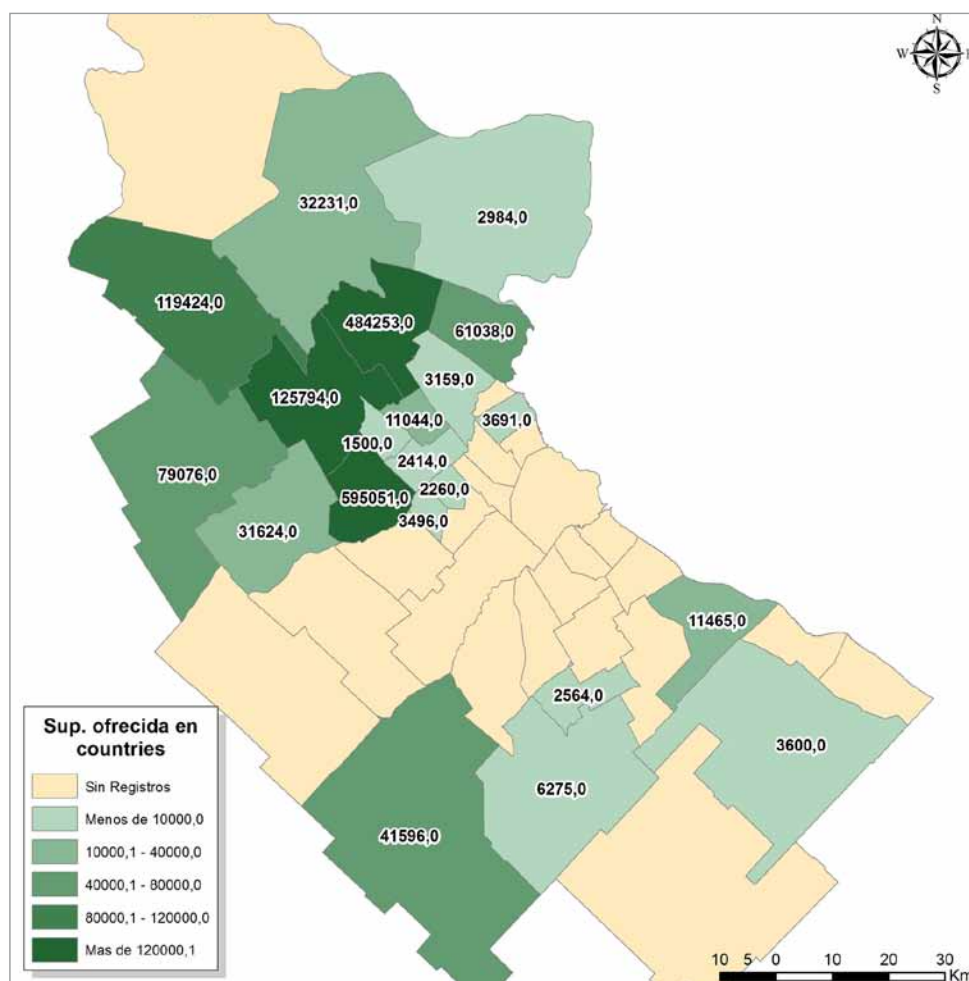 N
W
S
32231,0
2984,0
119424,0
484253,0
61038,0
3159,0
125794,0
11044,0
3691,0
1500,0
2414,0
79076,0
2260,0
595051,0
3496,0
31624,0
11465,0
2564,0
3600,0
6275,0
41596,0
Sup. ofrecida en
countries
Sin Registros
Menos de 10000,0
10000,1 - 40000,0
40000,1 - 80000,0
80000,1 - 120000,0
Mas de 120000,1
10 5 0 10 20 30
Km